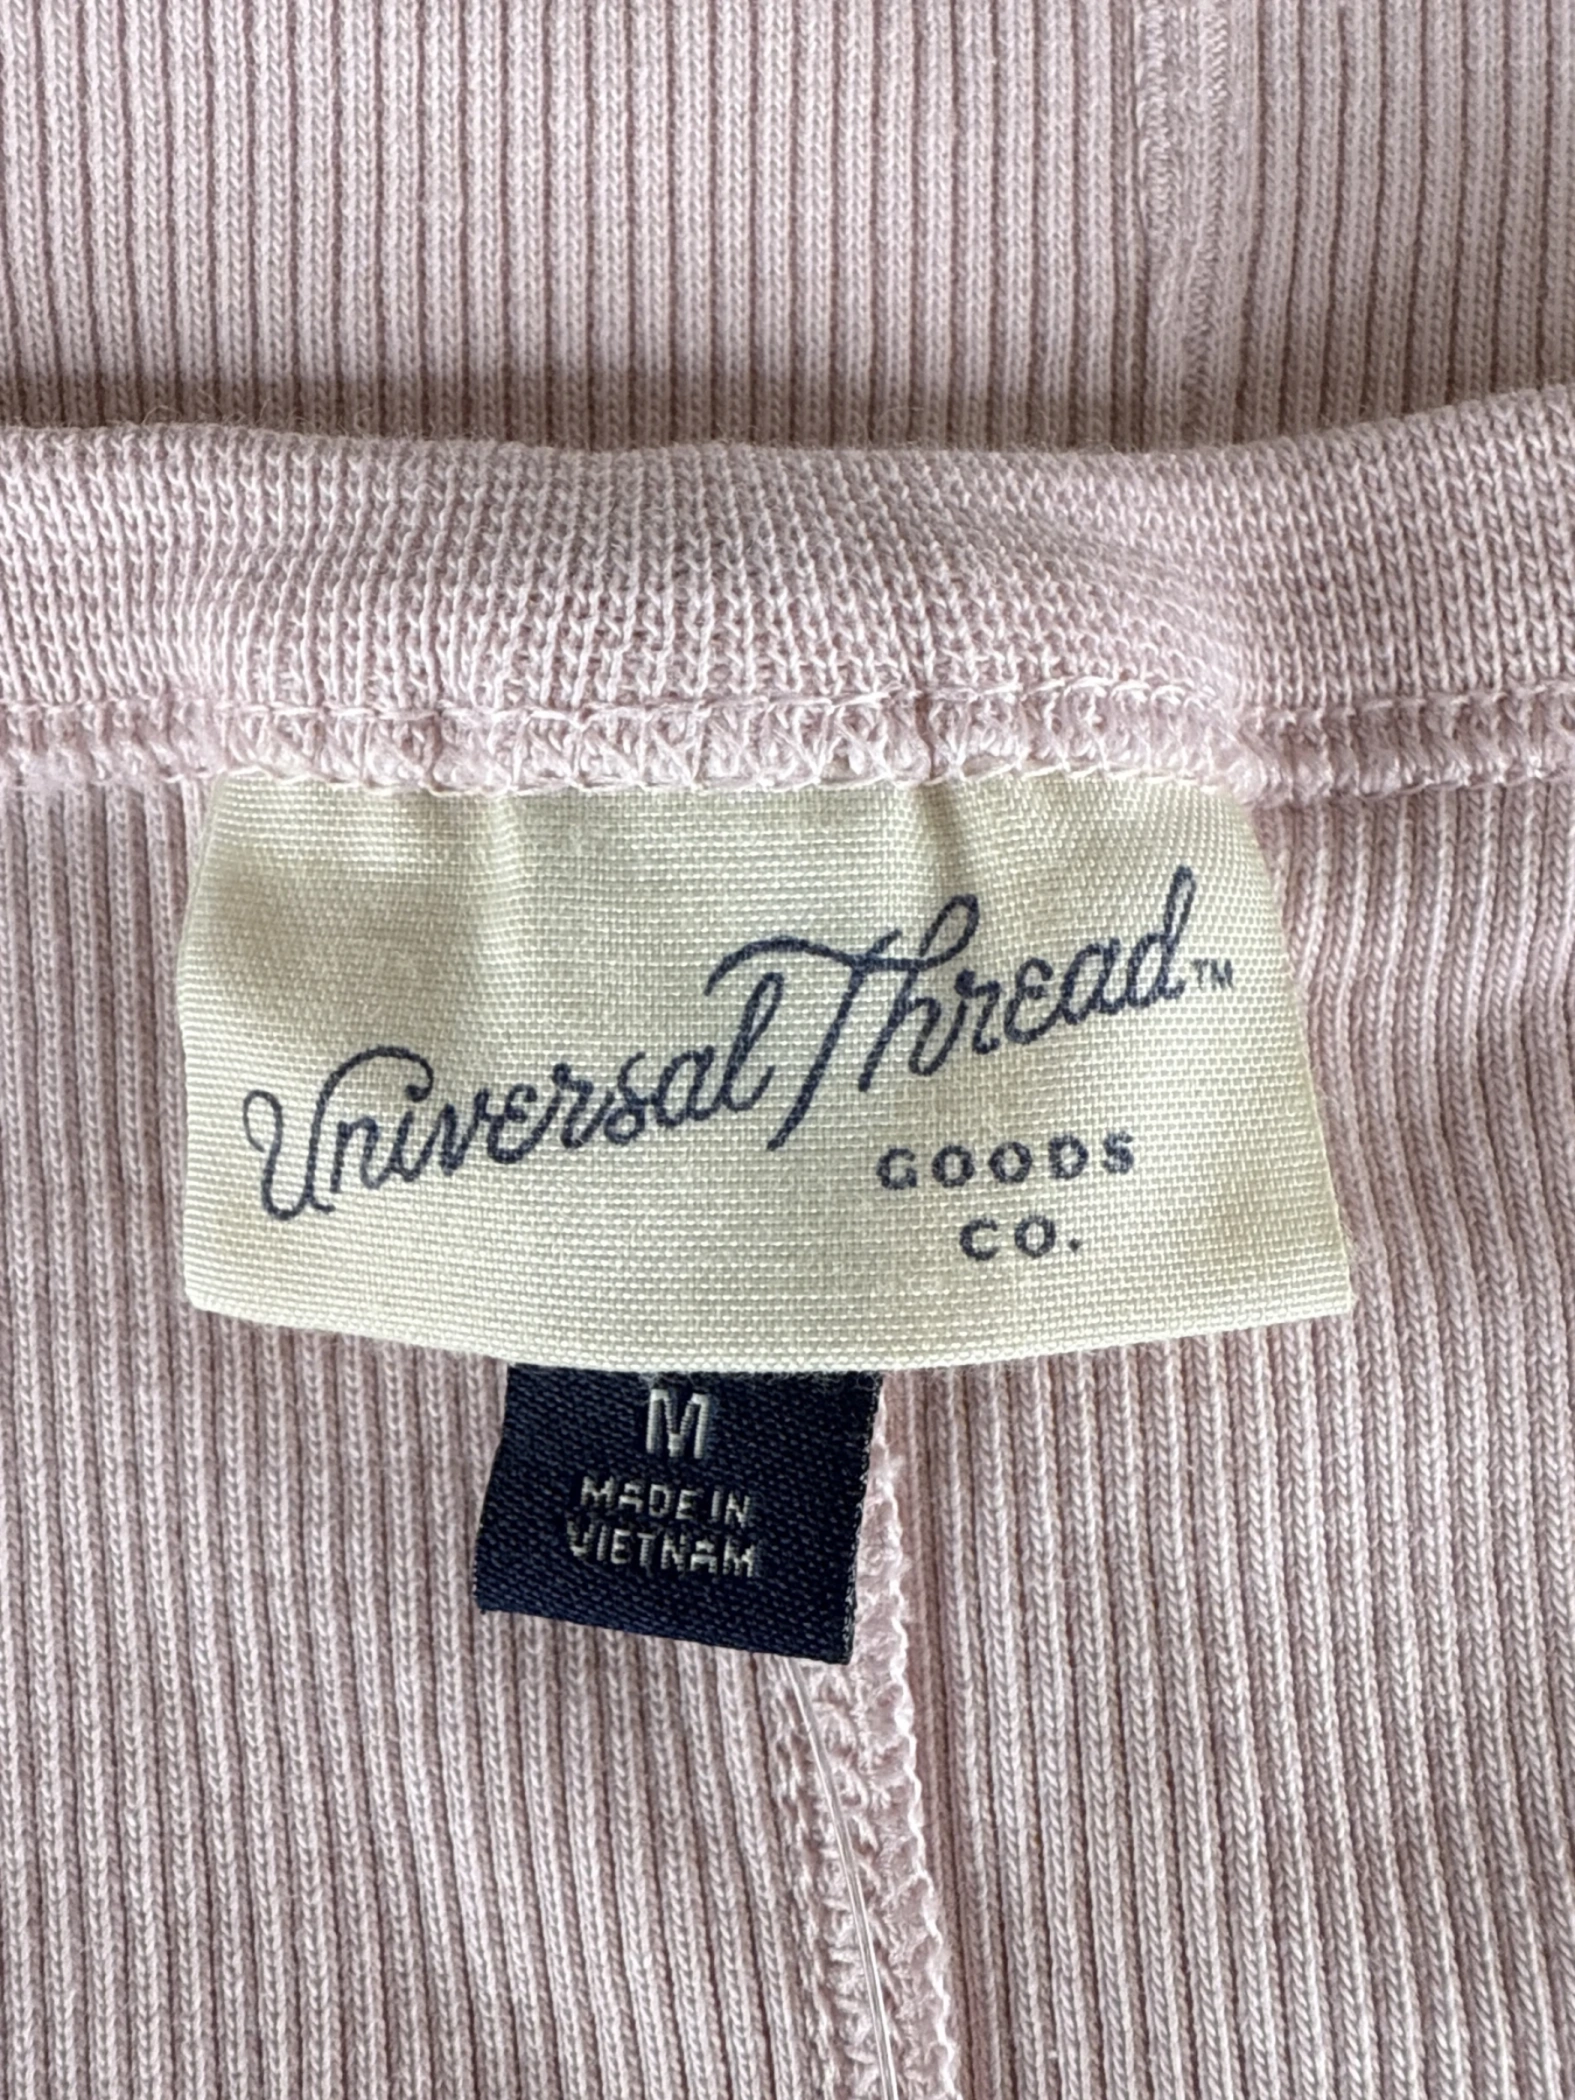 Universal Thread™
GOODS
CO.
M
MADE IN
VIETNAM